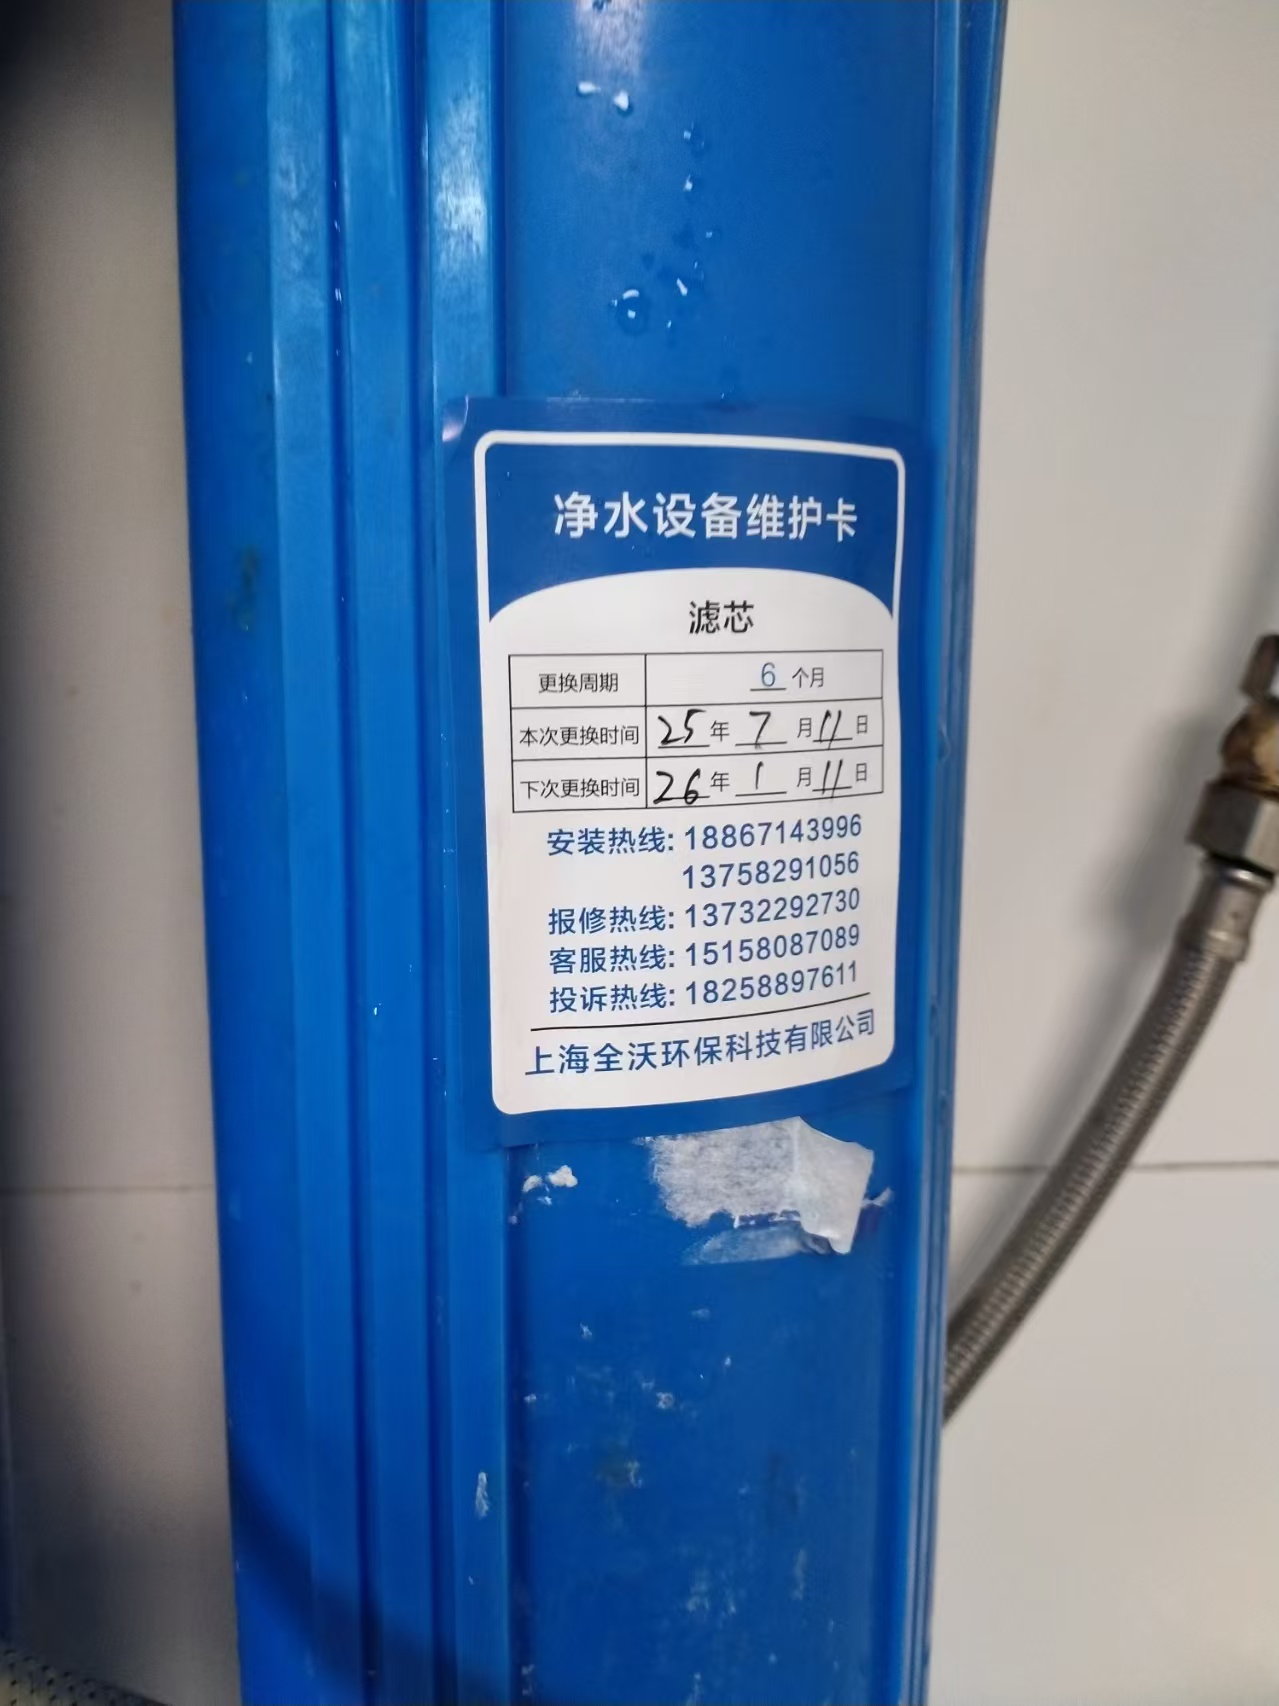 净水设备维护卡
滤芯
更换周期 6 个月
本次更换时间 25 年 7 月 11 日
下次更换时间 26 年 1 月 11 日
安装热线: 18867143996
13758291056
报修热线: 13732292730
客服热线: 15158087089
投诉热线: 18258897611
上海全沃环保科技有限公司